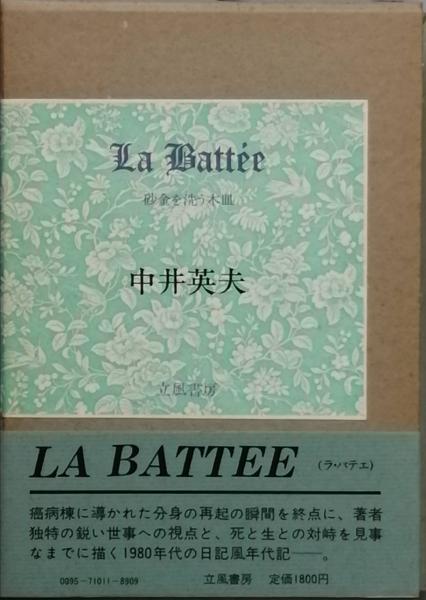 La Battée
砂金を洗う木皿
中井英夫
立風書房
LA BATTEE (ラ・バテエ)
癌病棟に導かれた分身の再起の瞬間を終点に、著者
独特の鋭い世事への視点と、死と生との対峙を見事
なまでに描く1980年代の日記風年代記──。
0095-71011-8909 立風書房 定価1800円